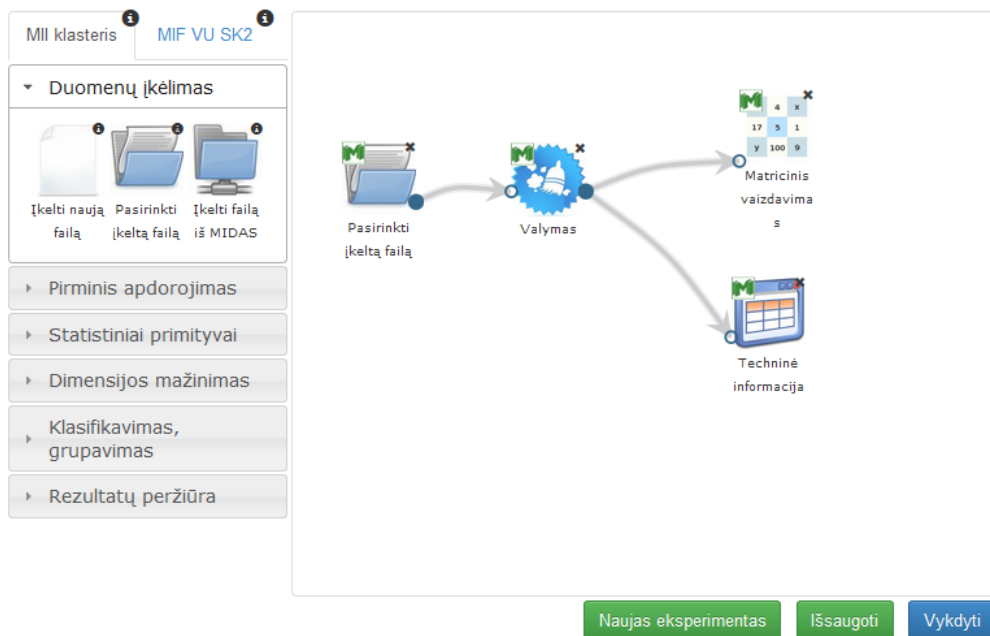 MII klasteris
MIF VU SK2
Duomenų įkėlimas
Įkelti naują
failą
Pasirinkti
įkeltą failą
Įkelti failą
iš MIDAS
Pirminis apdorojimas
Statistiniai primityvai
Dimensijos mažinimas
Klasifikavimas,
grupavimas
Rezultatų peržiūra
M
Pasirinkti
įkeltą failą
M
Valymas
M
4 x
17 5 1
y 100 9
Matricinis
vaizdavima
s
M
Techninė
informacija
Naujas eksperimentas
Išsaugoti
Vykdyti